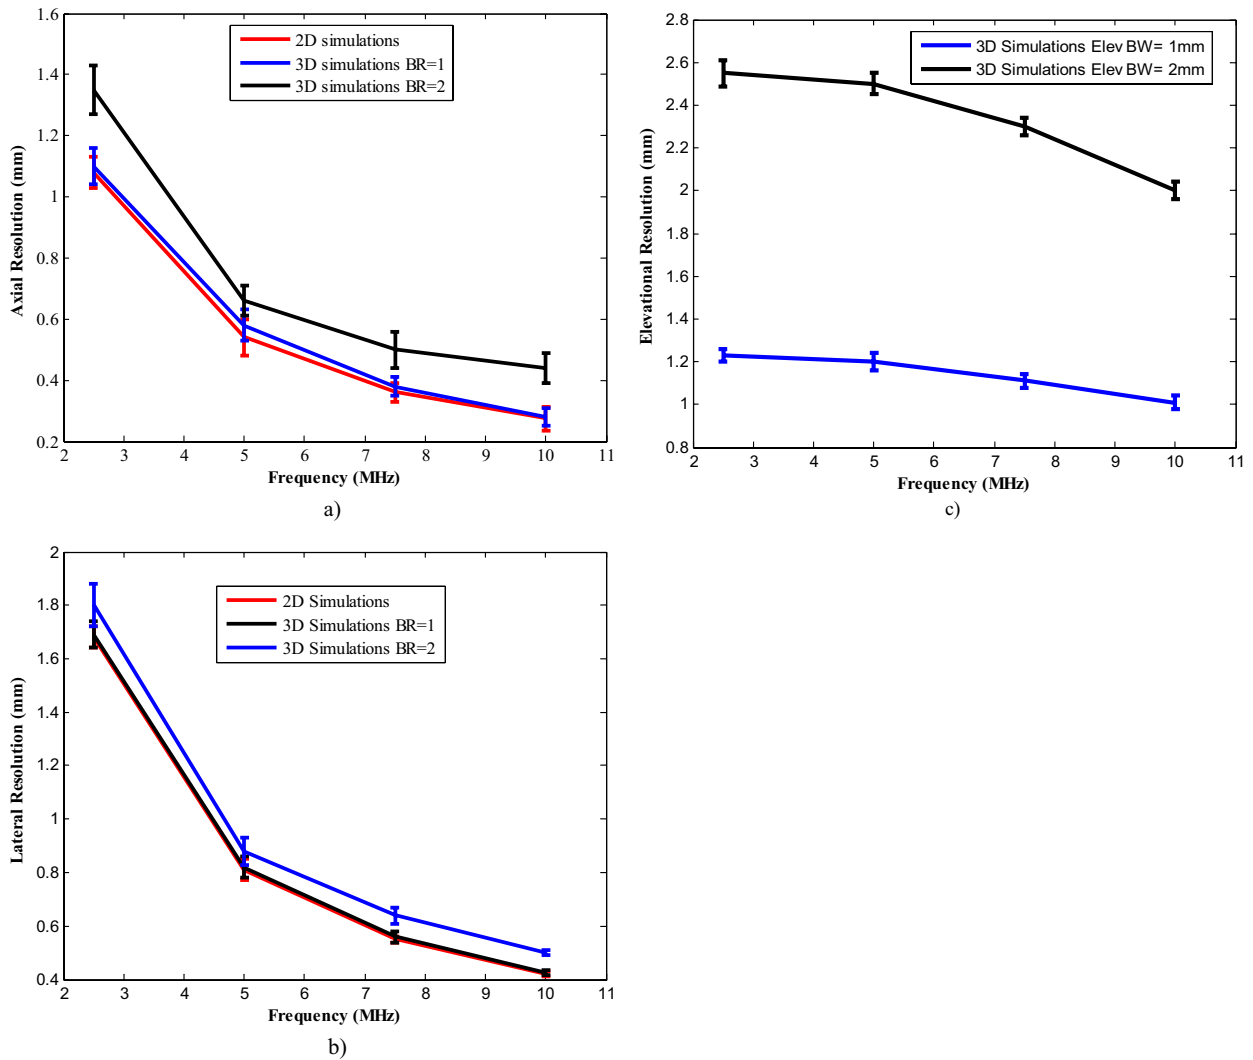 1.6
1.4
1.2
1
0.8
0.6
0.4
0.2
Axial Resolution (mm)
2D simulations
3D simulations BR=1
3D simulations BR=2
2 3 4 5 6 7 8 9 10 11
Frequency (MHz)
a)
2.8
2.6
2.4
2.2
2
1.8
1.6
1.4
1.2
1
0.8
Elevational Resolution (mm)
3D Simulations Elev BW= 1mm
3D Simulations Elev BW= 2mm
2 3 4 5 6 7 8 9 10 11
Frequency (MHz)
c)
2
1.8
1.6
1.4
1.2
1
0.8
0.6
0.4
Lateral Resolution (mm)
2D Simulations
3D Simulations BR=1
3D Simulations BR=2
2 3 4 5 6 7 8 9 10 11
Frequency (MHz)
b)